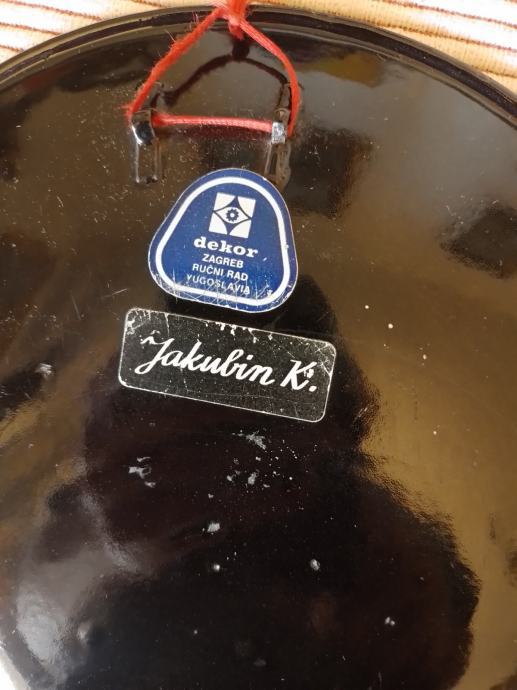 dekor
ZAGREB
RUČNI RAD
YUGOSLAVIA
Jakubin K.